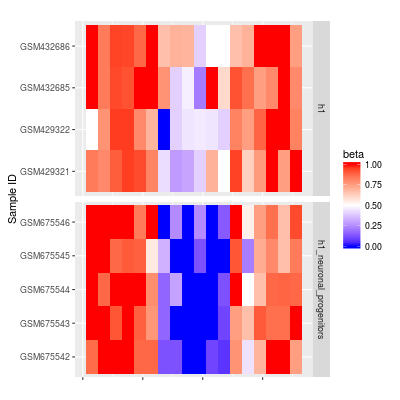 Sample ID
GSM432686
GSM432685
GSM429322
GSM429321
h1
GSM675546
GSM675545
GSM675544
GSM675543
GSM675542
h1_neuronal_progenitors
beta
1.00
0.75
0.50
0.25
0.00